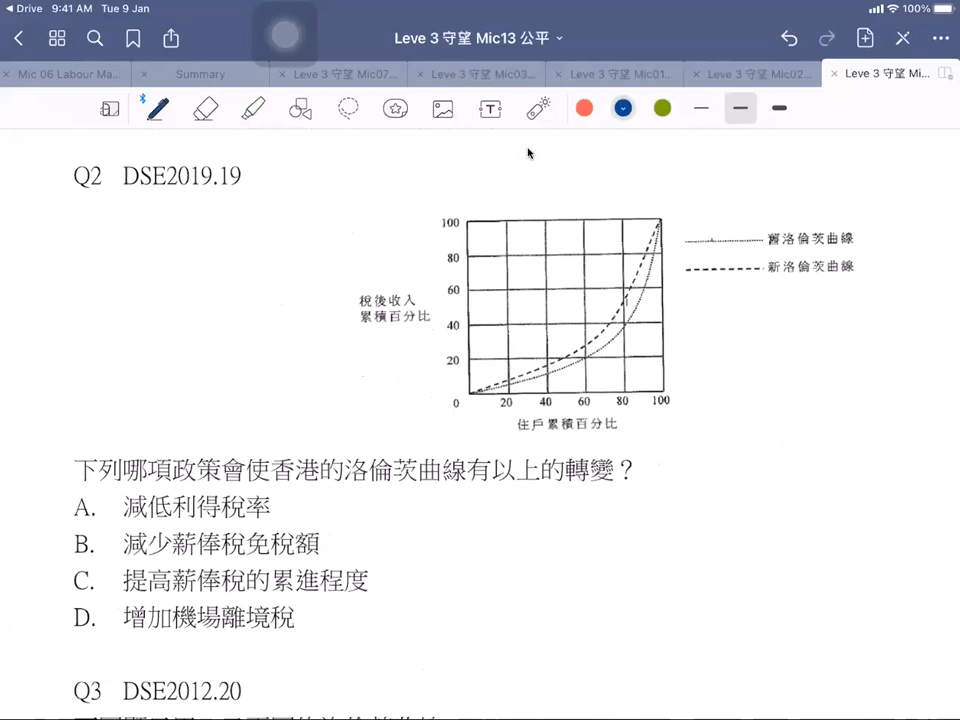 Drive 9:41 AM Tue 9 Jan 100%
Leve 3 守望 Mic13 公平
Mic 06 Labour Ma... Summary Leve 3 守望 Mic07... Leve 3 守望 Mic03... Leve 3 守望 Mic01... Leve 3 守望 Mic02... Leve 3 守望 Mi...
Q2 DSE2019.19
100
80
60
40
20
0
稅後收入
累積百分比
20 40 60 80 100
住戶累積百分比
舊洛倫茨曲線
新洛倫茨曲線
下列哪項政策會使香港的洛倫茨曲線有以上的轉變？
A. 減低利得稅率
B. 減少薪俸稅免稅額
C. 提高薪俸稅的累進程度
D. 增加機場離境稅
Q3 DSE2012.20